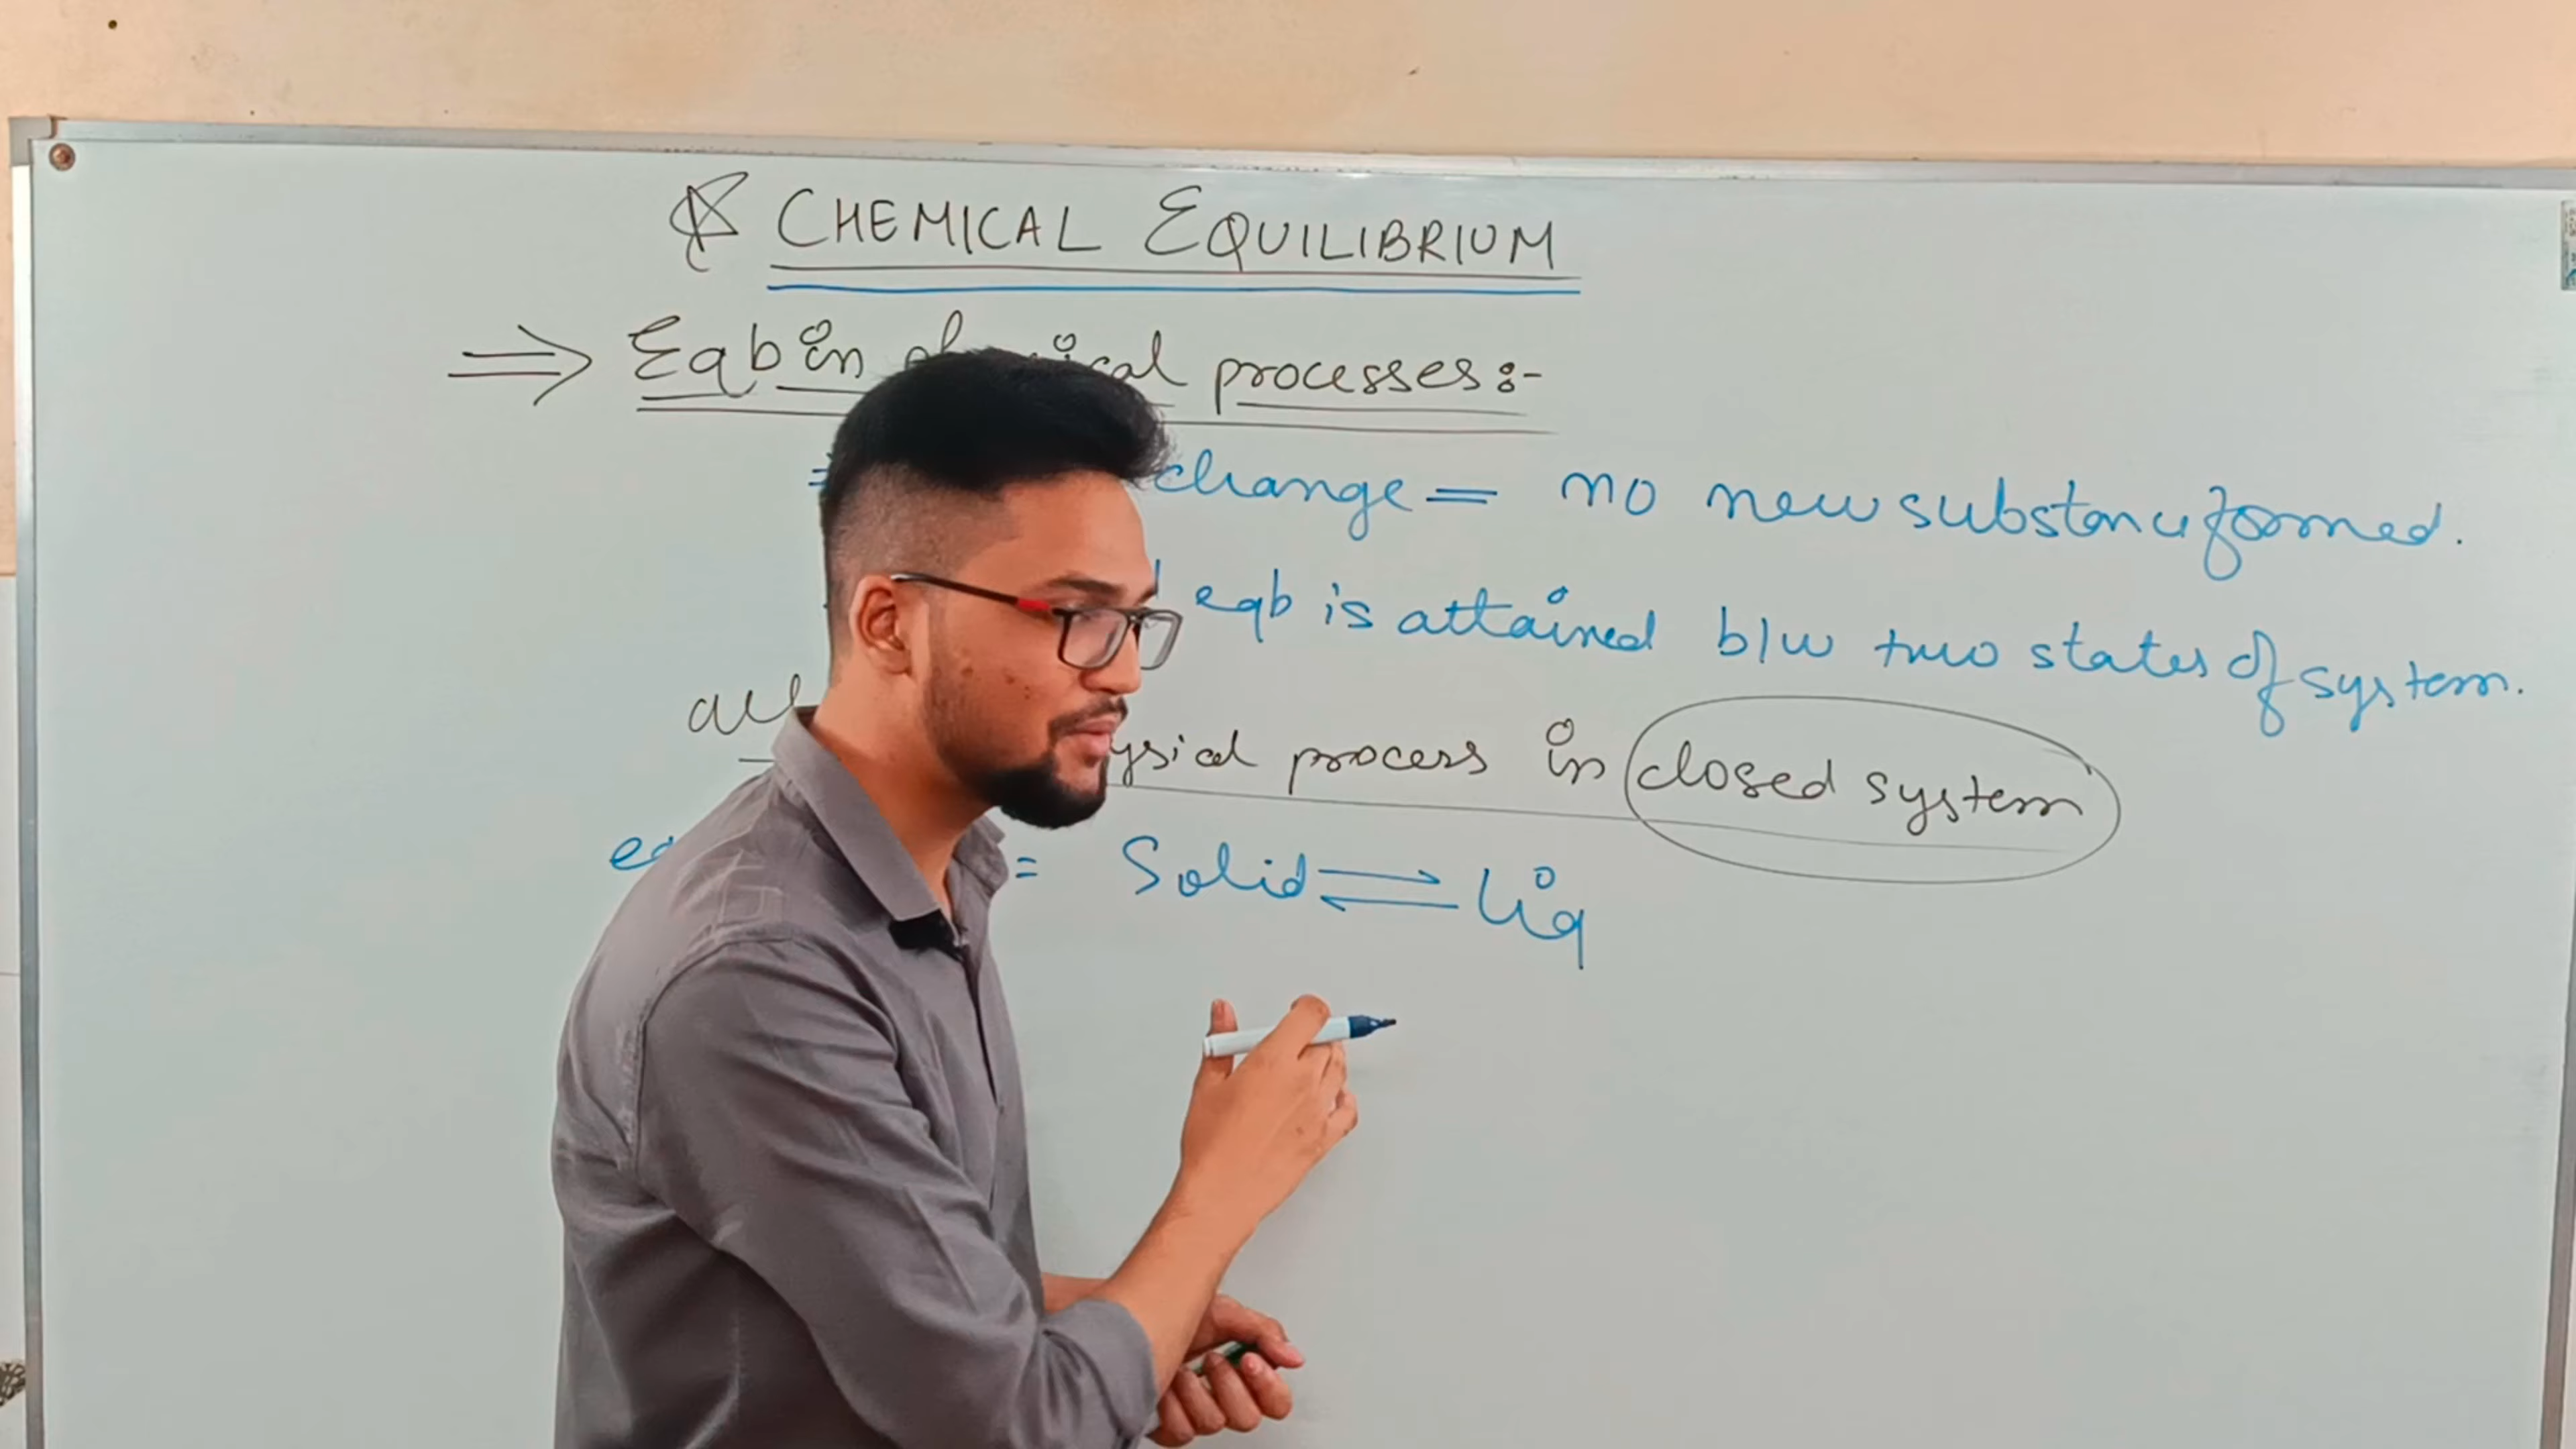 CHEMICAL EQUILIBRIUM
⇒ Eqb in processes:-
change = no new substance formed.
eqb is attained b/w two states of system.
process in closed system
= Solid ⇌ Liq